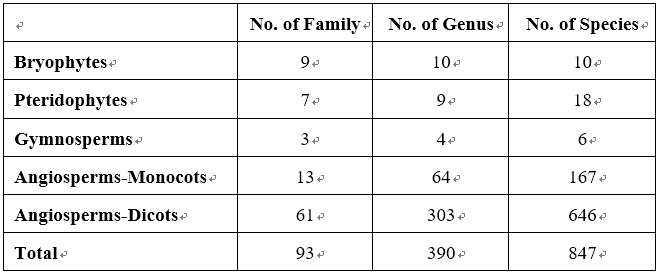 No. of Family No. of Genus No. of Species
Bryophytes 9 10 10
Pteridophytes 7 9 18
Gymnosperms 3 4 6
Angiosperms-Monocots 13 64 167
Angiosperms-Dicots 61 303 646
Total 93 390 847